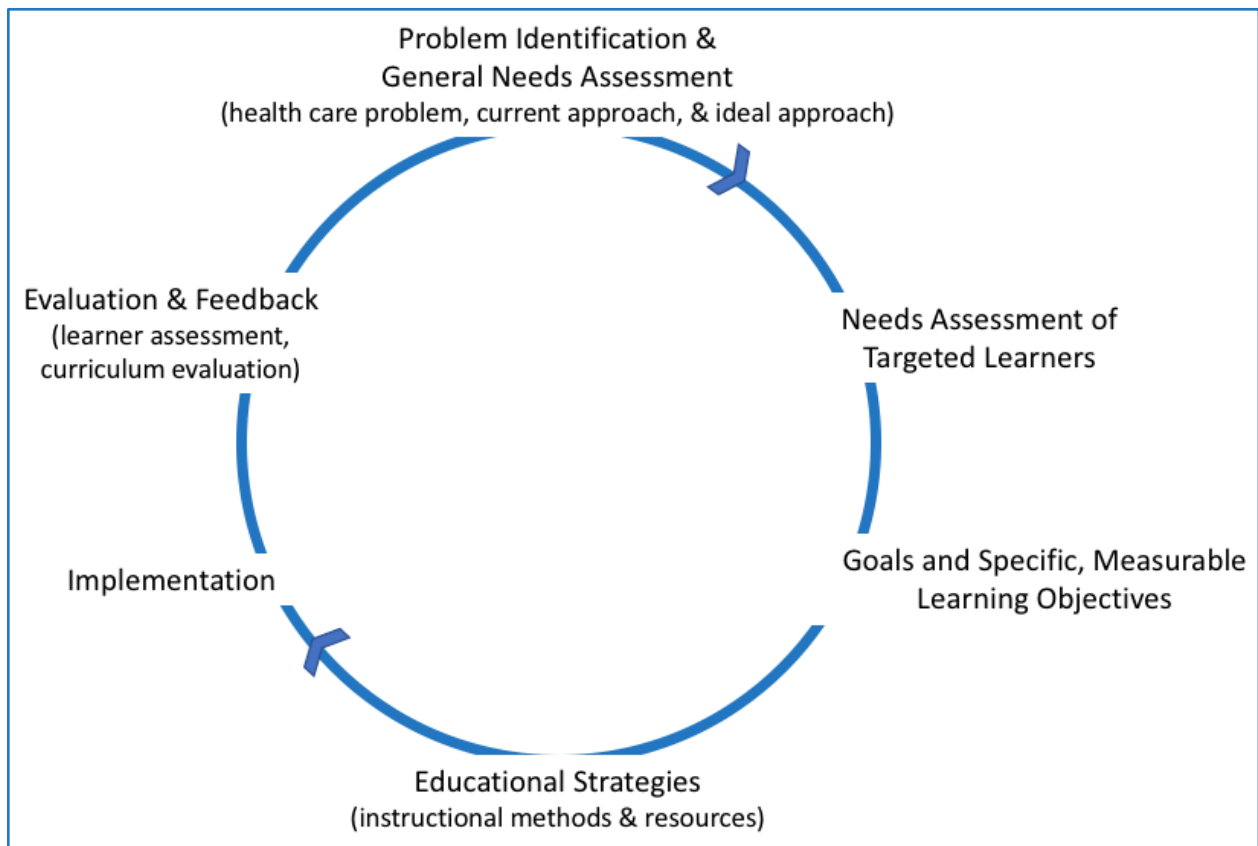 Problem Identification &
General Needs Assessment
(health care problem, current approach, & ideal approach)
Needs Assessment of
Targeted Learners
Goals and Specific, Measurable
Learning Objectives
Educational Strategies
(instructional methods & resources)
Implementation
Evaluation & Feedback
(learner assessment,
curriculum evaluation)